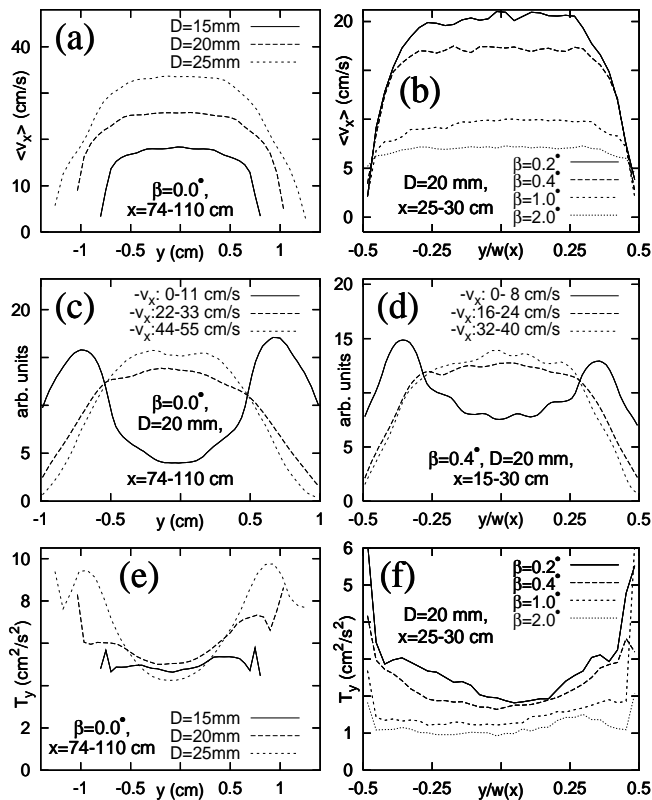 (a)
D=15mm
D=20mm
D=25mm
<v_x> (cm/s)
40
30
20
10
0
β=0.0°,
x=74-110 cm
-1 -0.5 0 0.5 1
y (cm)
(b)
<v_x> (cm/s)
20
15
10
5
0
D=20 mm,
x=25-30 cm
β=0.2°
β=0.4°
β=1.0°
β=2.0°
-0.5 -0.25 0 0.25 0.5
y/w(x)
(c)
-v_x: 0-11 cm/s
-v_x:22-33 cm/s
-v_x:44-55 cm/s
arb. units
20
15
10
5
0
β=0.0°,
D=20 mm,
x=74-110 cm
-1 -0.5 0 0.5 1
y (cm)
(d)
-v_x: 0- 8 cm/s
-v_x:16-24 cm/s
-v_x:32-40 cm/s
arb. units
20
15
10
5
0
β=0.4°, D=20 mm,
x=15-30 cm
-0.5 -0.25 0 0.25 0.5
y/w(x)
(e)
T_y (cm²/s²)
10
8
6
4
2
0
β=0.0°,
x=74-110 cm
D=15mm
D=20mm
D=25mm
-1 -0.5 0 0.5 1
y (cm)
(f)
T_y (cm²/s²)
6
5
4
3
2
1
0
D=20 mm,
x=25-30 cm
β=0.2°
β=0.4°
β=1.0°
β=2.0°
-0.5 -0.25 0 0.25 0.5
y/w(x)